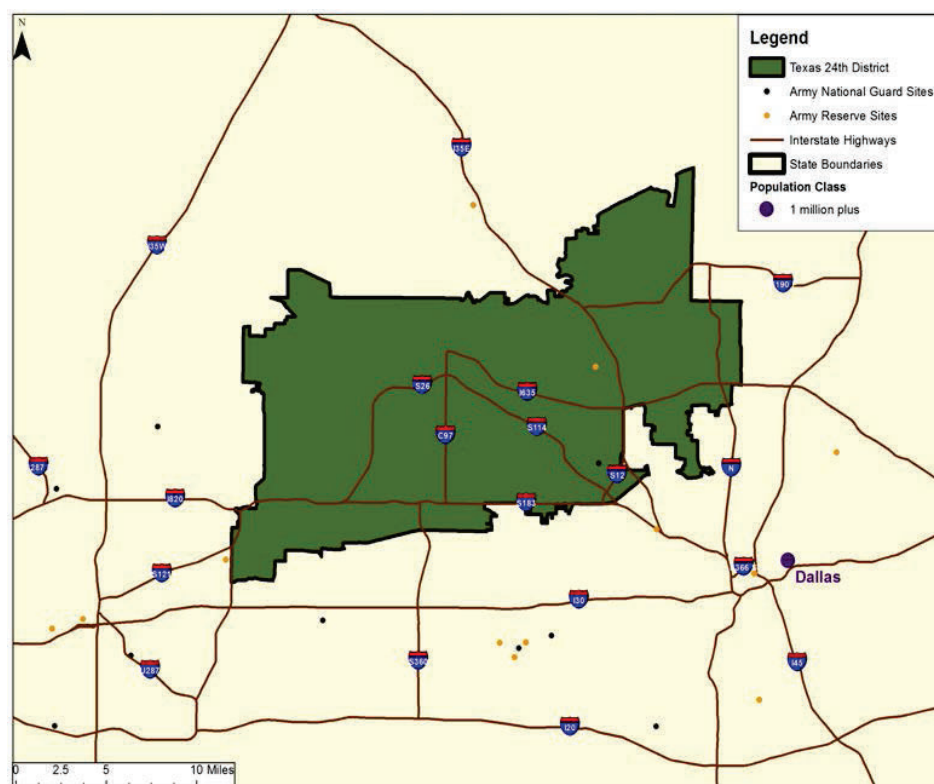 N
Legend
Texas 24th District
Army National Guard Sites
Army Reserve Sites
Interstate Highways
State Boundaries
Population Class
1 million plus
I35E
I35W
190
S26
I635
C97
S114
S12
N
287
I820
S183
S121
366
Dallas
I30
S360
U287
I45
I20
0 2.5 5 10 Miles